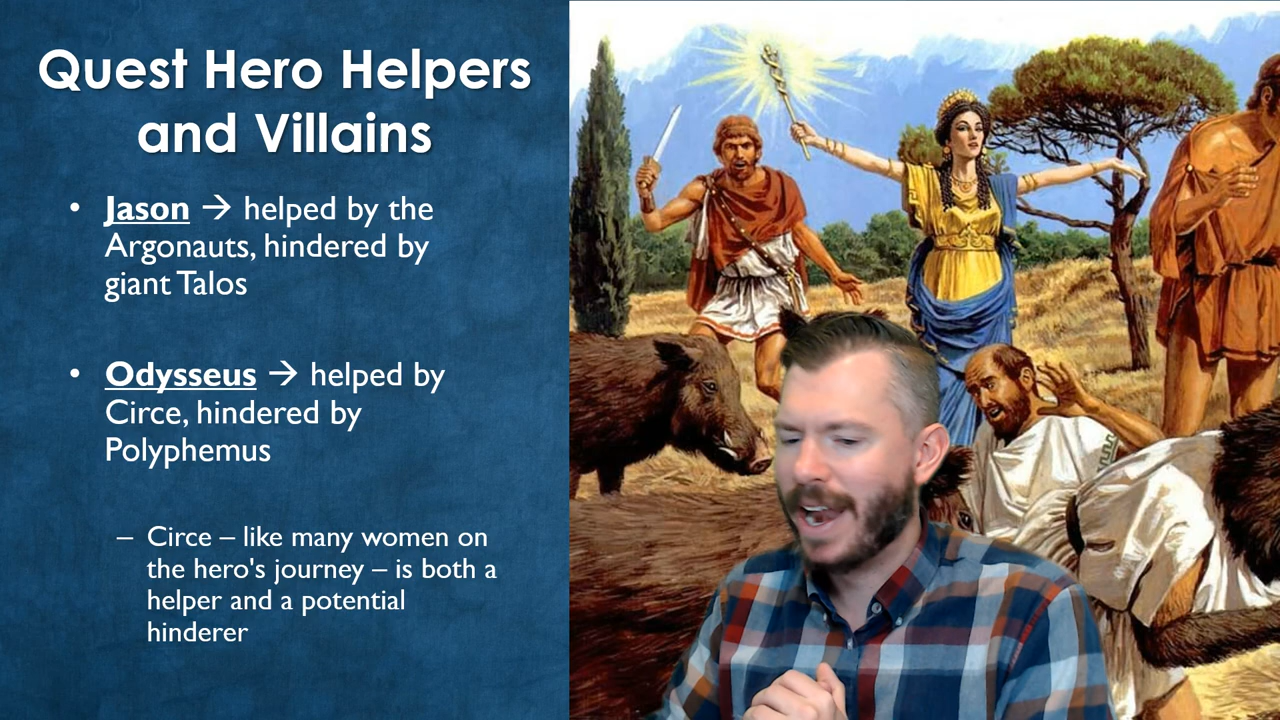 Quest Hero Helpers
and Villains
• Jason → helped by the
Argonauts, hindered by
giant Talos
• Odysseus → helped by
Circe, hindered by
Polyphemus
– Circe – like many women on
the hero's journey – is both a
helper and a potential
hinderer